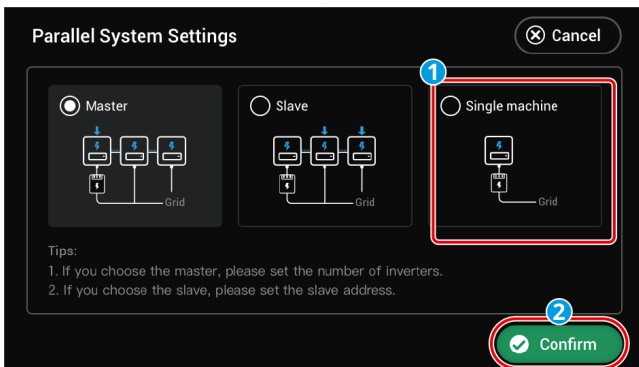 Parallel System Settings
Cancel
1
Master
Slave
Single machine
Grid
Grid
Grid
Tips:
1. If you choose the master, please set the number of inverters.
2. If you choose the slave, please set the slave address.
2
Confirm